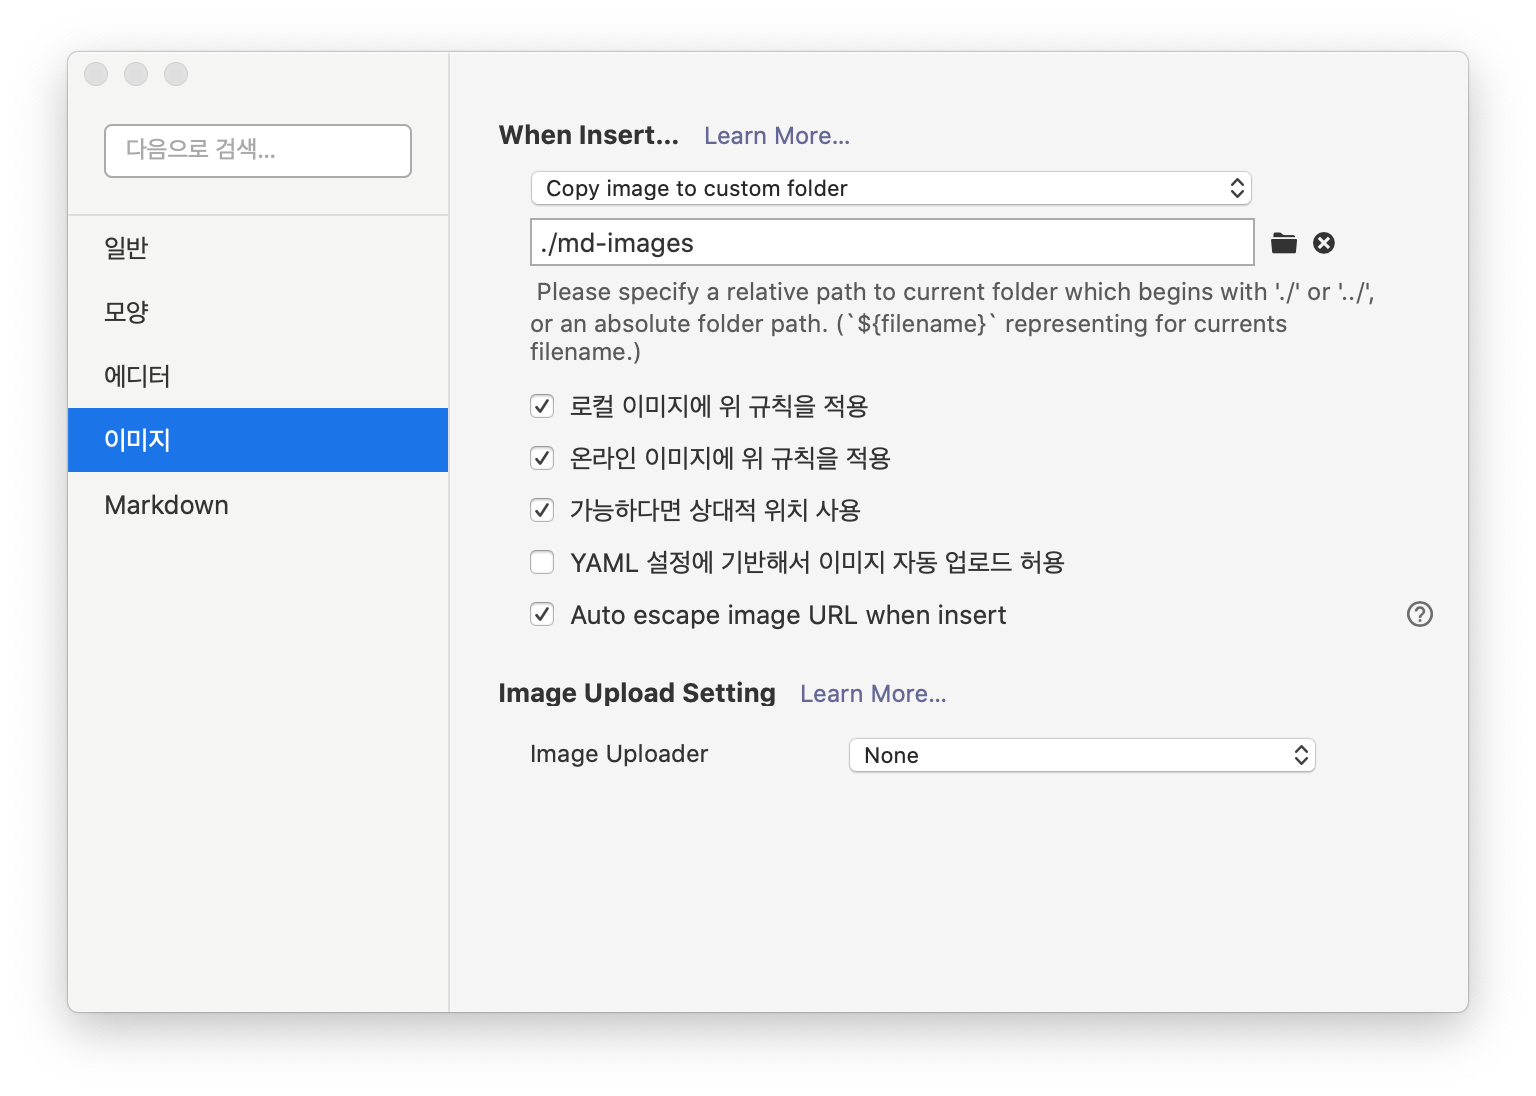 다음으로 검색...
일반
모양
에디터
이미지
Markdown
When Insert... Learn More...
Copy image to custom folder
./md-images
Please specify a relative path to current folder which begins with './' or '../',
or an absolute folder path. (`${filename}` representing for currents
filename.)
로컬 이미지에 위 규칙을 적용
온라인 이미지에 위 규칙을 적용
가능하다면 상대적 위치 사용
YAML 설정에 기반해서 이미지 자동 업로드 허용
Auto escape image URL when insert
Image Upload Setting Learn More...
Image Uploader None